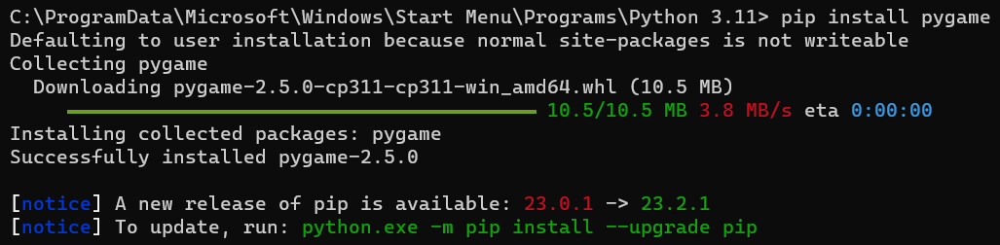 C:\ProgramData\Microsoft\Windows\Start Menu\Programs\Python 3.11> pip install pygame
Defaulting to user installation because normal site-packages is not writeable
Collecting pygame
  Downloading pygame-2.5.0-cp311-cp311-win_amd64.whl (10.5 MB)
10.5/10.5 MB 3.8 MB/s eta 0:00:00
Installing collected packages: pygame
Successfully installed pygame-2.5.0

[notice] A new release of pip is available: 23.0.1 -> 23.2.1
[notice] To update, run: python.exe -m pip install --upgrade pip